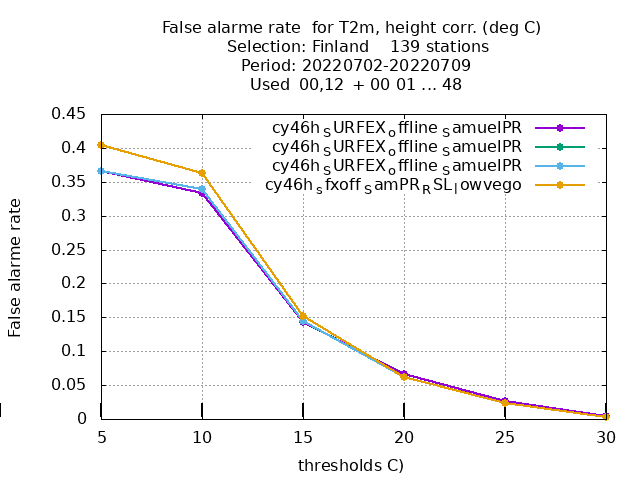 False alarme rate for T2m, height corr. (deg C)
Selection: Finland 139 stations
Period: 20220702-20220709
Used 00,12 + 00 01 ... 48
0.45
0.4
0.35
0.3
0.25
0.2
0.15
0.1
0.05
0
False alarme rate
cy46h_SURFEX_offline_SamuelPR
cy46h_SURFEX_offline_SamuelPR
cy46h_SURFEX_offline_SamuelPR
cy46h_sfxoff_SamPR_RSL_lowvego
5 10 15 20 25 30
thresholds C)